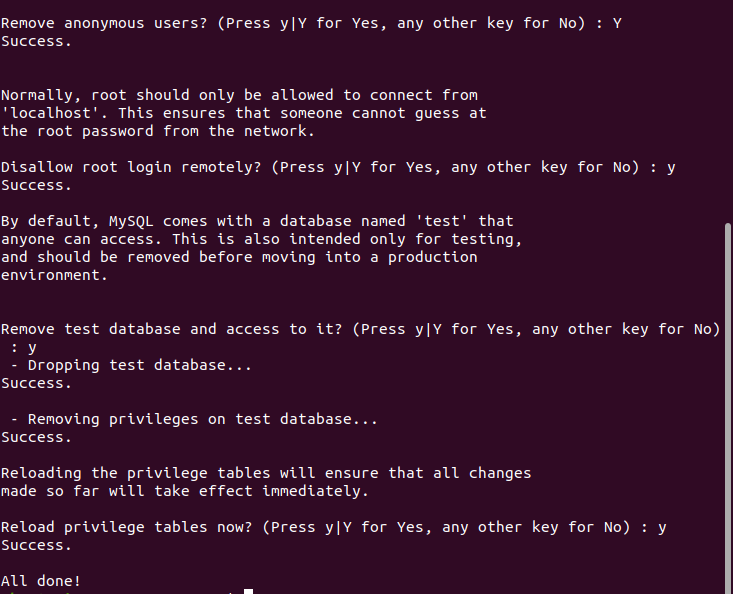 Remove anonymous users? (Press y|Y for Yes, any other key for No) : Y
Success.
Normally, root should only be allowed to connect from
'localhost'. This ensures that someone cannot guess at
the root password from the network.
Disallow root login remotely? (Press y|Y for Yes, any other key for No) : y
Success.
By default, MySQL comes with a database named 'test' that
anyone can access. This is also intended only for testing,
and should be removed before moving into a production
environment.
Remove test database and access to it? (Press y|Y for Yes, any other key for No)
 : y
 - Dropping test database...
Success.
 - Removing privileges on test database...
Success.
Reloading the privilege tables will ensure that all changes
made so far will take effect immediately.
Reload privilege tables now? (Press y|Y for Yes, any other key for No) : y
Success.
All done!